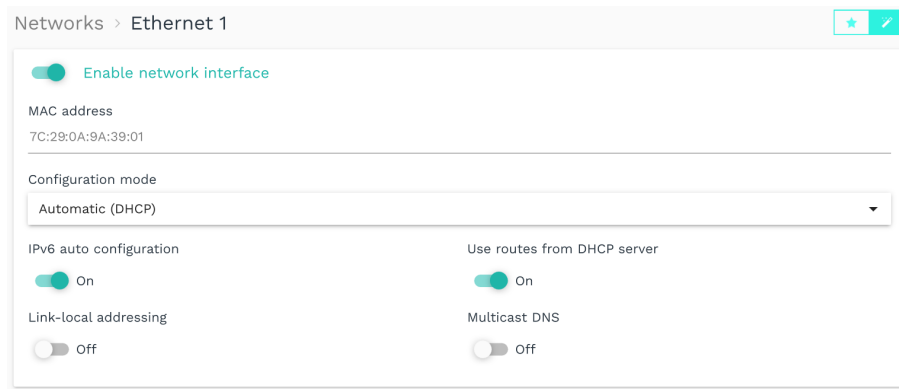 Networks > Ethernet 1
Enable network interface
MAC address
7C:29:0A:9A:39:01
Configuration mode
Automatic (DHCP)
IPv6 auto configuration
Use routes from DHCP server
On
On
Link-local addressing
Multicast DNS
Off
Off